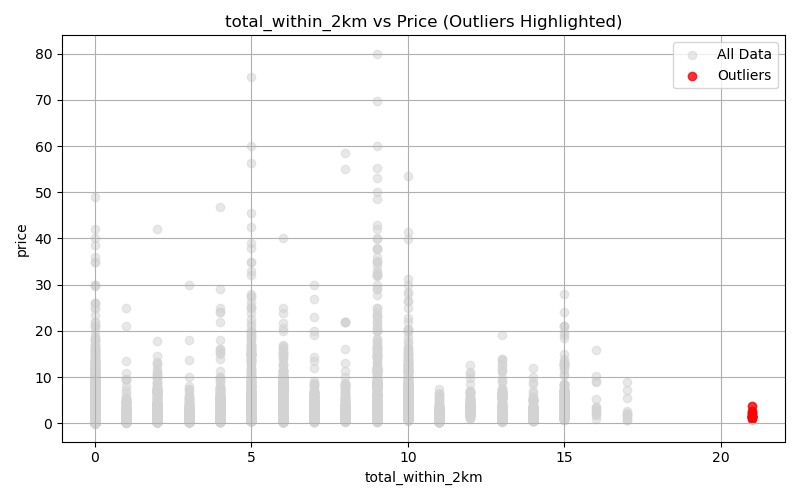 total_within_2km vs Price (Outliers Highlighted)
All Data
Outliers
80
70
60
50
40
30
20
10
0
price
0 5 10 15 20
total_within_2km